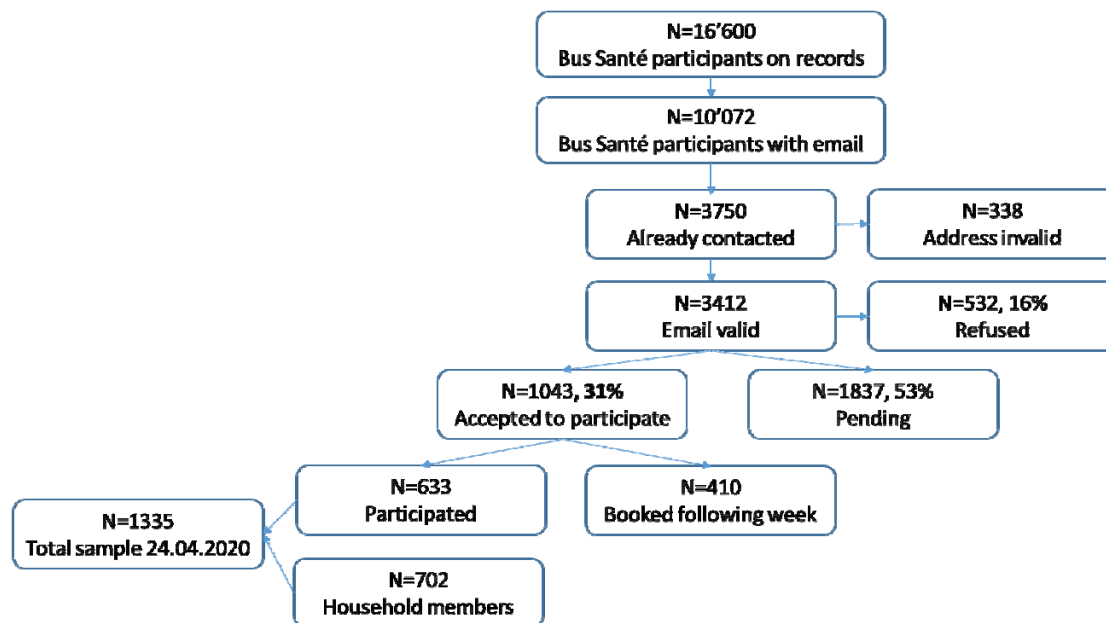 N=16’600
Bus Santé participants on records
N=10’072
Bus Santé participants with email
N=3750
Already contacted
N=338
Address invalid
N=3412
Email valid
N=532, 16%
Refused
N=1043, 31%
Accepted to participate
N=1837, 53%
Pending
N=633
Participated
N=410
Booked following week
N=1335
Total sample 24.04.2020
N=702
Household members